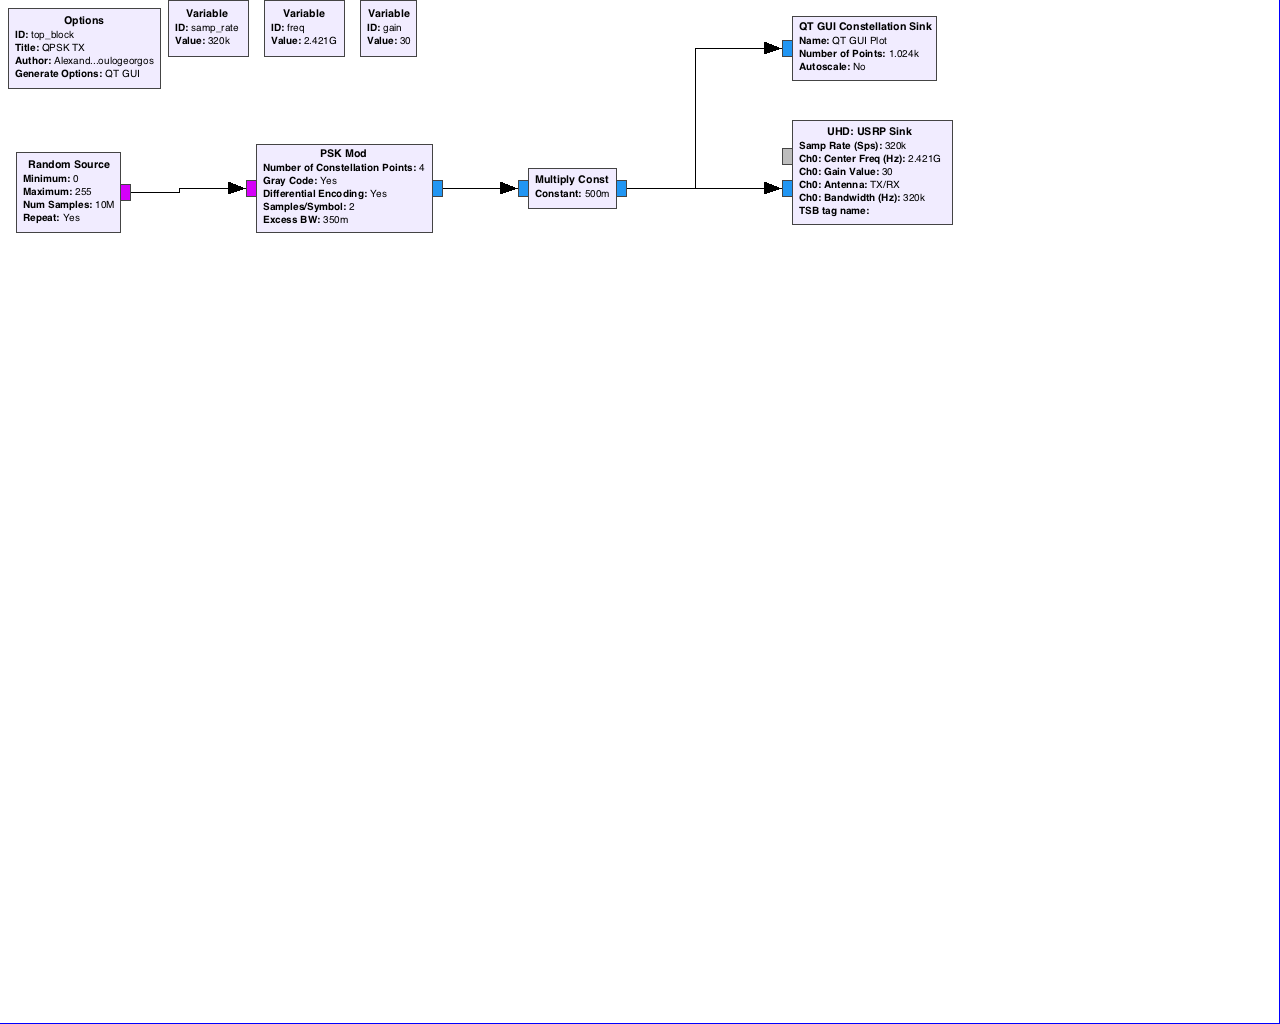 Options
ID: top_block
Title: QPSK TX
Author: Alexand...oulogeorgos
Generate Options: QT GUI
Variable
ID: samp_rate
Value: 320k
Variable
ID: freq
Value: 2.421G
Variable
ID: gain
Value: 30
QT GUI Constellation Sink
Name: QT GUI Plot
Number of Points: 1.024k
Autoscale: No
Random Source
Minimum: 0
Maximum: 255
Num Samples: 10M
Repeat: Yes
PSK Mod
Number of Constellation Points: 4
Gray Code: Yes
Differential Encoding: Yes
Samples/Symbol: 2
Excess BW: 350m
Multiply Const
Constant: 500m
UHD: USRP Sink
Samp Rate (Sps): 320k
Ch0: Center Freq (Hz): 2.421G
Ch0: Gain Value: 30
Ch0: Antenna: TX/RX
Ch0: Bandwidth (Hz): 320k
TSB tag name: